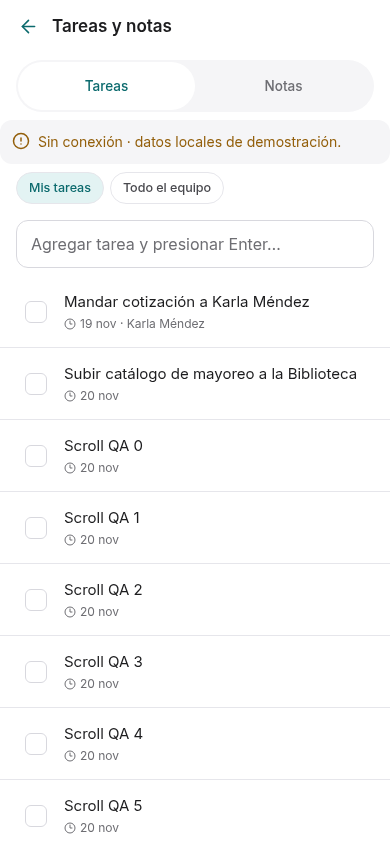 Tareas y notas
Tareas
Notas
Sin conexión · datos locales de demostración.
Mis tareas
Todo el equipo
Agregar tarea y presionar Enter...
Mandar cotización a Karla Méndez
19 nov · Karla Méndez
Subir catálogo de mayoreo a la Biblioteca
20 nov
Scroll QA 0
20 nov
Scroll QA 1
20 nov
Scroll QA 2
20 nov
Scroll QA 3
20 nov
Scroll QA 4
20 nov
Scroll QA 5
20 nov